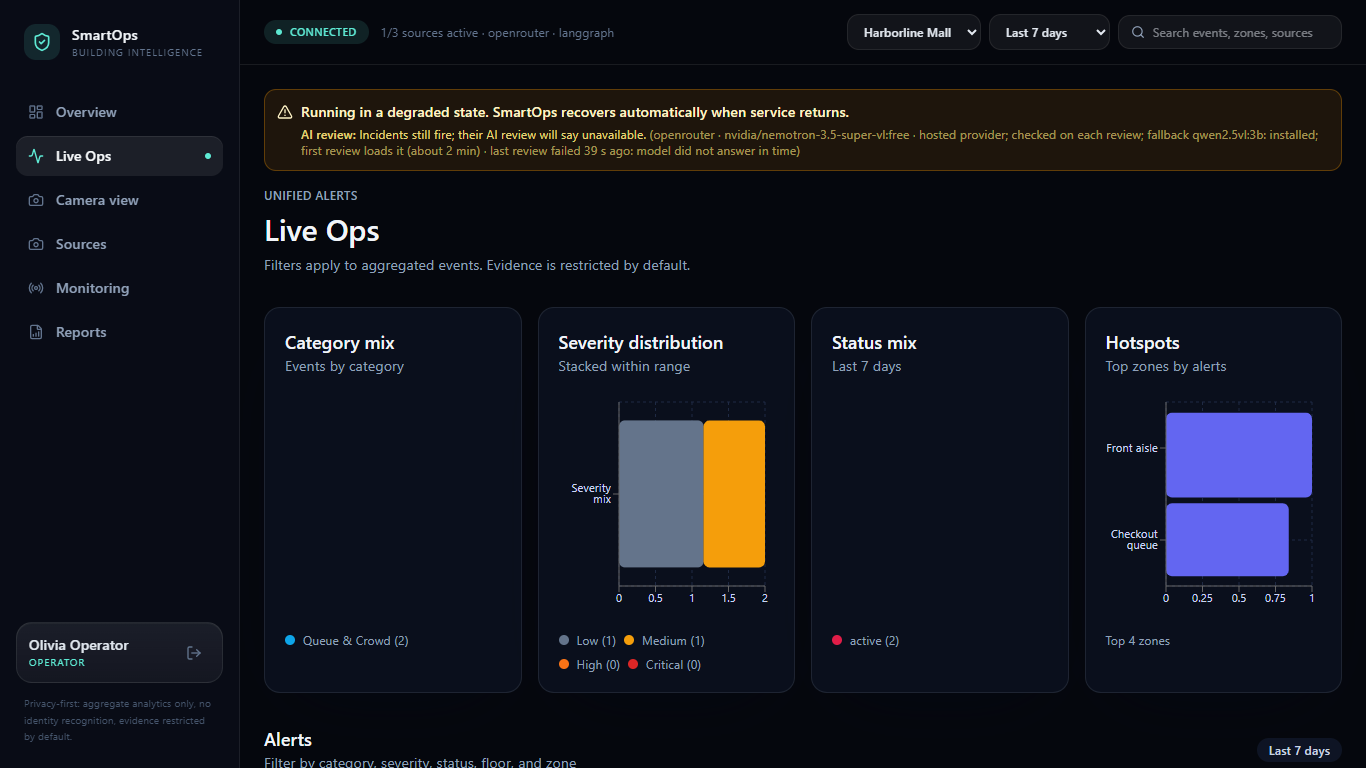 SmartOps
BUILDING INTELLIGENCE
Overview
Live Ops
Camera view
Sources
Monitoring
Reports
Olivia Operator
OPERATOR
Privacy-first: aggregate analytics only, no
identity recognition, evidence restricted
by default.
CONNECTED
1/3 sources active · openrouter · langgraph
Harborline Mall
Last 7 days
Search events, zones, sources
Running in a degraded state. SmartOps recovers automatically when service returns.
AI review: Incidents still fire; their AI review will say unavailable. (openrouter · nvidia/nemotron-3.5-super-vl:free · hosted provider; checked on each review; fallback qwen2.5vl:3b: installed;
first review loads it (about 2 min) · last review failed 39 s ago: model did not answer in time)
UNIFIED ALERTS
Live Ops
Filters apply to aggregated events. Evidence is restricted by default.
Category mix
Events by category
Queue & Crowd (2)
Severity distribution
Stacked within range
Severity
mix
0 0.5 1 1.5 2
Low (1) Medium (1)
High (0) Critical (0)
Status mix
Last 7 days
active (2)
Hotspots
Top zones by alerts
Front aisle
Checkout
queue
0 0.25 0.5 0.75 1
Top 4 zones
Alerts
Filter by category, severity, status, floor, and zone
Last 7 days